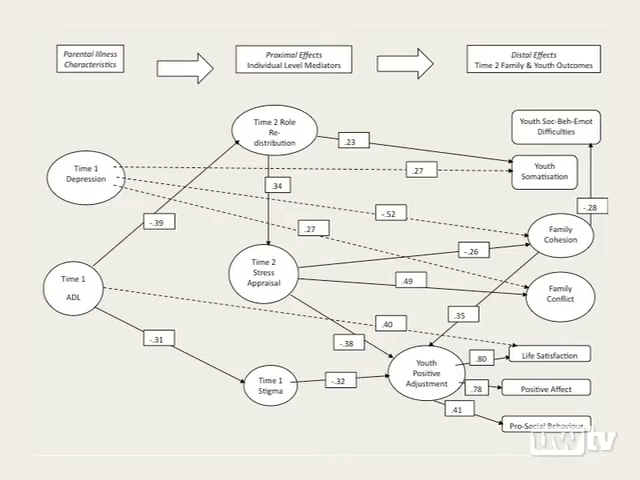 Parental Illness
Characteristics
Proximal Effects
Individual Level Mediators
Distal Effects
Time 2 Family & Youth Outcomes
Time 2 Role
Re-
distribution
Youth Soc-Beh-Emot
Difficulties
.23
Time 1
Depression
.27
Youth
Somatisation
.34
-.39
-.52
-.28
.27
Family
Cohesion
-.26
Time 2
Stress
Appraisal
Time 1
ADL
.49
Family
Conflict
.35
.40
-.31
-.38
.80
Life Satisfaction
Time 1
Stigma
-.32
Youth
Positive
Adjustment
.78
Positive Affect
.41
Pro-Social Behaviour
uwtv